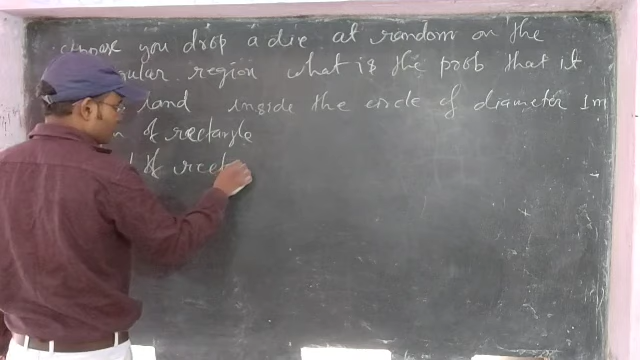 you drop a die at random on the
region what is the prob that it
land inside the circle of diameter 1m
of rectangle
of